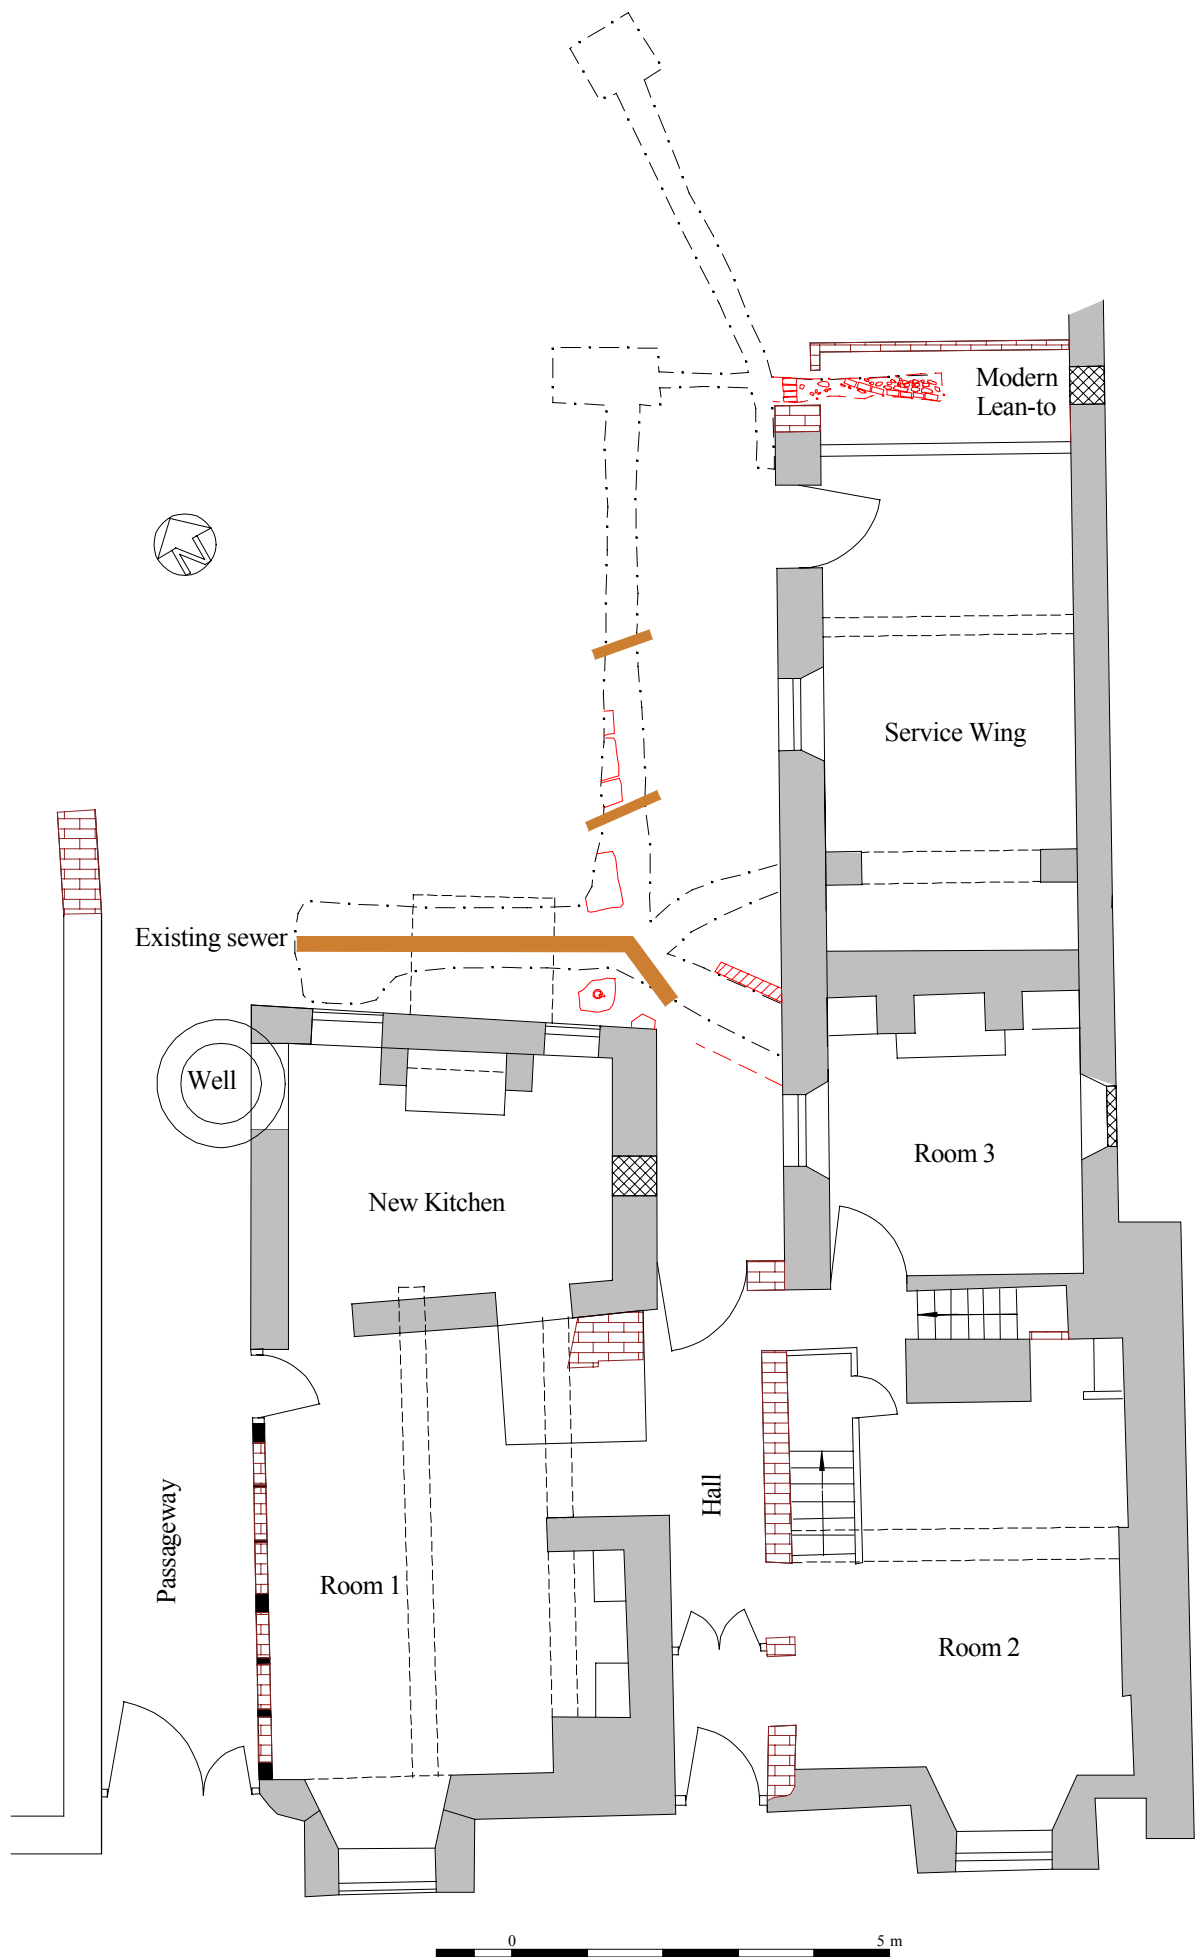 Modern
Lean-to
N
Service Wing
Existing sewer
Well
Room 3
New Kitchen
Hall
Passageway
Room 1
Room 2
0
5 m